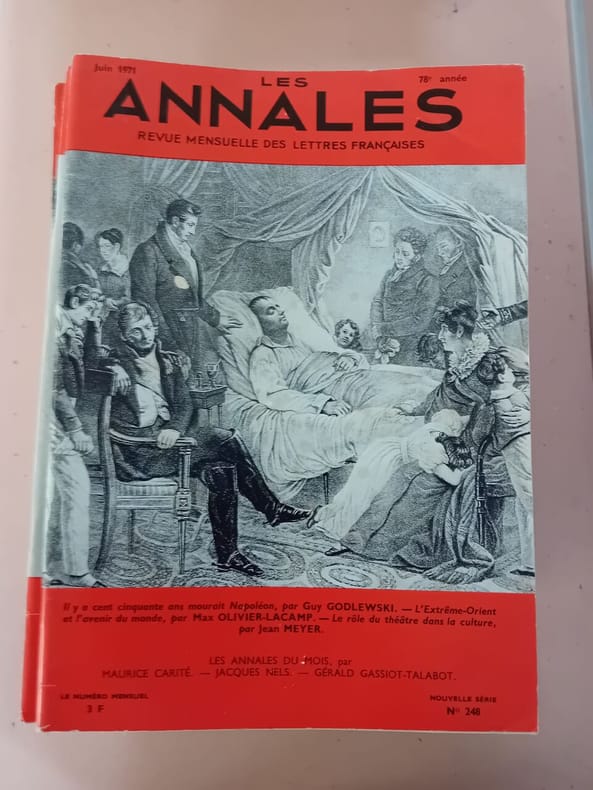 Juin 1971
78e année
LES
ANNALES
REVUE MENSUELLE DES LETTRES FRANÇAISES
Il y a cent cinquante ans mourait Napoléon, par Guy GODLEWSKI. — L'Extrême-Orient
et l'avenir du monde, par Max OLIVIER-LACAMP. — Le rôle du théâtre dans la culture,
par Jean MEYER.
LES ANNALES DU MOIS, par
MAURICE CARITÉ. — JACQUES NELS. — GÉRALD GASSIOT-TALABOT.
LE NUMÉRO MENSUEL
3 F
NOUVELLE SÉRIE
No 248